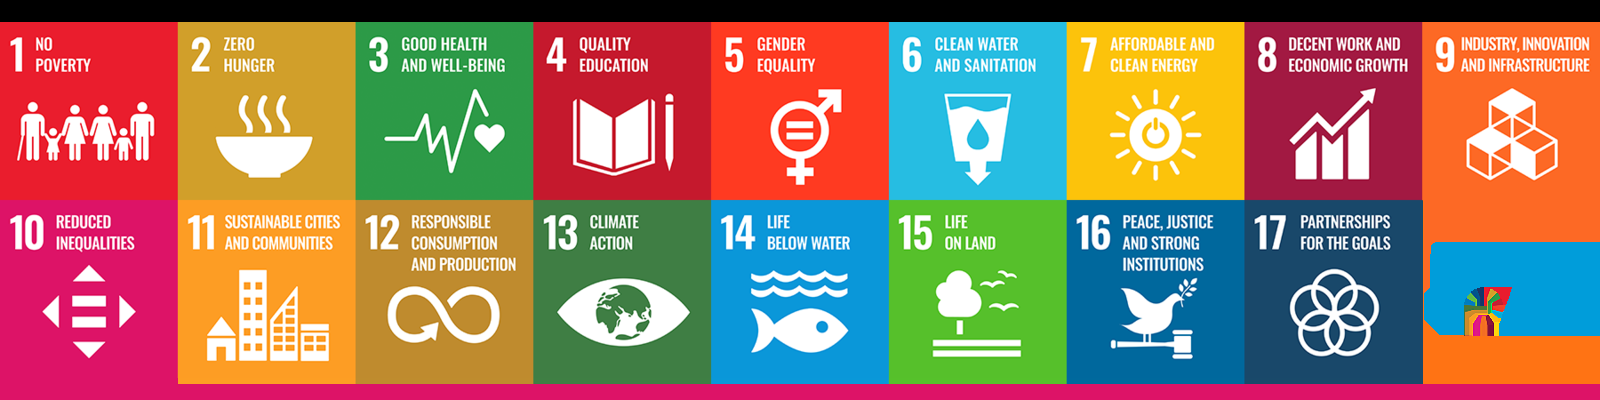 1 NO
POVERTY
2 ZERO
HUNGER
3 GOOD HEALTH
AND WELL-BEING
4 QUALITY
EDUCATION
5 GENDER
EQUALITY
6 CLEAN WATER
AND SANITATION
7 AFFORDABLE AND
CLEAN ENERGY
8 DECENT WORK AND
ECONOMIC GROWTH
9 INDUSTRY, INNOVATION
AND INFRASTRUCTURE
10 REDUCED
INEQUALITIES
11 SUSTAINABLE CITIES
AND COMMUNITIES
12 RESPONSIBLE
CONSUMPTION
AND PRODUCTION
13 CLIMATE
ACTION
14 LIFE
BELOW WATER
15 LIFE
ON LAND
16 PEACE, JUSTICE
AND STRONG
INSTITUTIONS
17 PARTNERSHIPS
FOR THE GOALS